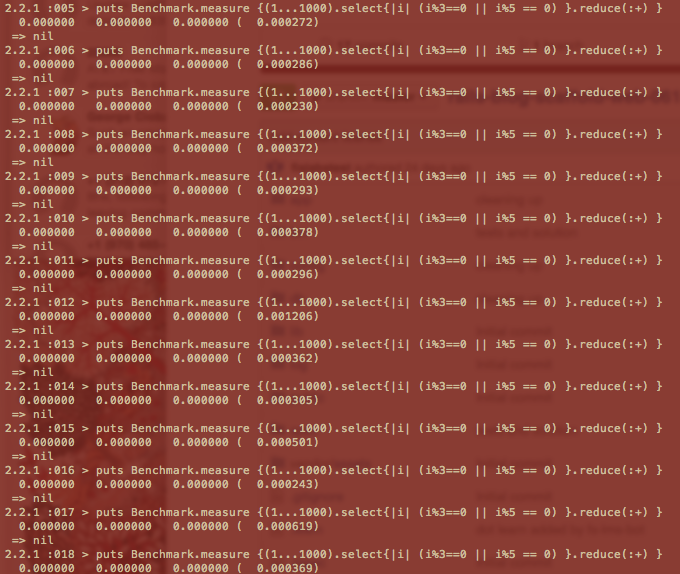 2.2.1 :005 > puts Benchmark.measure {(1...1000).select{|i| (i%3==0 || i%5 == 0) }.reduce(:+) }
  0.000000   0.000000   0.000000 (  0.000272)
 => nil
2.2.1 :006 > puts Benchmark.measure {(1...1000).select{|i| (i%3==0 || i%5 == 0) }.reduce(:+) }
  0.000000   0.000000   0.000000 (  0.000286)
 => nil
2.2.1 :007 > puts Benchmark.measure {(1...1000).select{|i| (i%3==0 || i%5 == 0) }.reduce(:+) }
  0.000000   0.000000   0.000000 (  0.000230)
 => nil
2.2.1 :008 > puts Benchmark.measure {(1...1000).select{|i| (i%3==0 || i%5 == 0) }.reduce(:+) }
  0.000000   0.000000   0.000000 (  0.000372)
 => nil
2.2.1 :009 > puts Benchmark.measure {(1...1000).select{|i| (i%3==0 || i%5 == 0) }.reduce(:+) }
  0.000000   0.000000   0.000000 (  0.000293)
 => nil
2.2.1 :010 > puts Benchmark.measure {(1...1000).select{|i| (i%3==0 || i%5 == 0) }.reduce(:+) }
  0.000000   0.000000   0.000000 (  0.000378)
 => nil
2.2.1 :011 > puts Benchmark.measure {(1...1000).select{|i| (i%3==0 || i%5 == 0) }.reduce(:+) }
  0.000000   0.000000   0.000000 (  0.000296)
 => nil
2.2.1 :012 > puts Benchmark.measure {(1...1000).select{|i| (i%3==0 || i%5 == 0) }.reduce(:+) }
  0.000000   0.000000   0.000000 (  0.001206)
 => nil
2.2.1 :013 > puts Benchmark.measure {(1...1000).select{|i| (i%3==0 || i%5 == 0) }.reduce(:+) }
  0.000000   0.000000   0.000000 (  0.000362)
 => nil
2.2.1 :014 > puts Benchmark.measure {(1...1000).select{|i| (i%3==0 || i%5 == 0) }.reduce(:+) }
  0.000000   0.000000   0.000000 (  0.000305)
 => nil
2.2.1 :015 > puts Benchmark.measure {(1...1000).select{|i| (i%3==0 || i%5 == 0) }.reduce(:+) }
  0.000000   0.000000   0.000000 (  0.000501)
 => nil
2.2.1 :016 > puts Benchmark.measure {(1...1000).select{|i| (i%3==0 || i%5 == 0) }.reduce(:+) }
  0.000000   0.000000   0.000000 (  0.000243)
 => nil
2.2.1 :017 > puts Benchmark.measure {(1...1000).select{|i| (i%3==0 || i%5 == 0) }.reduce(:+) }
  0.000000   0.000000   0.000000 (  0.000619)
 => nil
2.2.1 :018 > puts Benchmark.measure {(1...1000).select{|i| (i%3==0 || i%5 == 0) }.reduce(:+) }
  0.000000   0.000000   0.000000 (  0.000369)